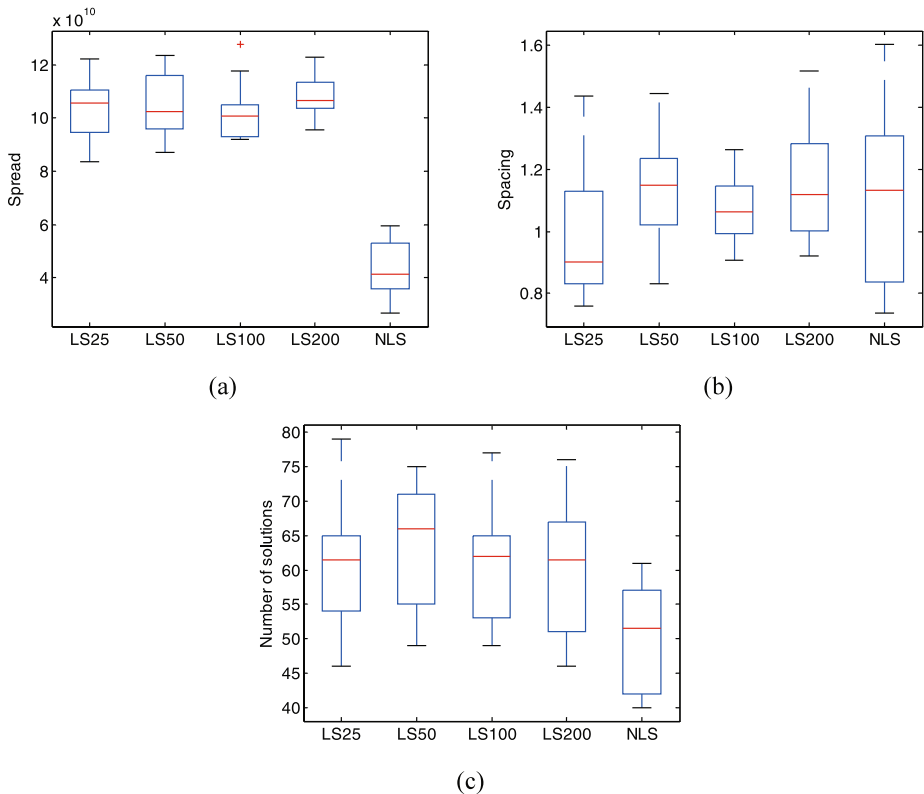 x 10^10
12
10
8
6
4
Spread
LS25 LS50 LS100 LS200 NLS
(a)
1.6
1.4
1.2
1
0.8
Spacing
LS25 LS50 LS100 LS200 NLS
(b)
80
75
70
65
60
55
50
45
40
Number of solutions
LS25 LS50 LS100 LS200 NLS
(c)